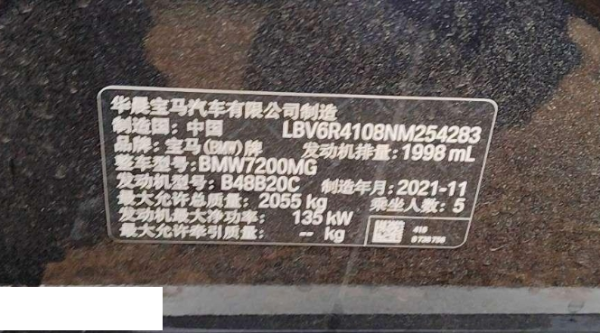 华晨宝马汽车有限公司制造
制造国：中国 LBV6R4108NM254283
品牌：宝马(BMW)牌 发动机排量：1998 mL
整车型号：BMW7200MG
发动机型号：B48B20C 制造年月：2021-11
最大允许总质量：2055 kg 乘坐人数：5
发动机最大净功率：135 kW
最大允许牵引质量：-- kg